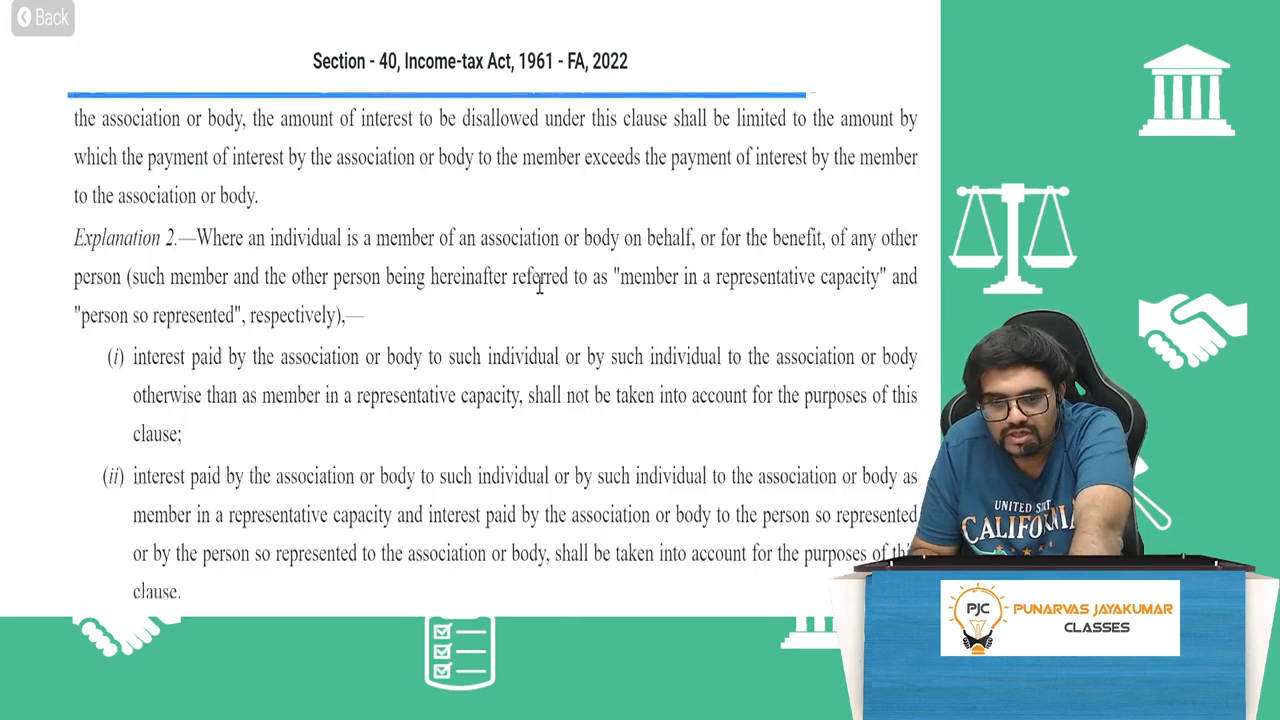 Back
Section - 40, Income-tax Act, 1961 - FA, 2022
the association or body, the amount of interest to be disallowed under this clause shall be limited to the amount by
which the payment of interest by the association or body to the member exceeds the payment of interest by the member
to the association or body.
Explanation 2.—Where an individual is a member of an association or body on behalf, or for the benefit, of any other
person (such member and the other person being hereinafter referred to as "member in a representative capacity" and
"person so represented", respectively),—
(i) interest paid by the association or body to such individual or by such individual to the association or body
otherwise than as member in a representative capacity, shall not be taken into account for the purposes of this
clause;
(ii) interest paid by the association or body to such individual or by such individual to the association or body as
member in a representative capacity and interest paid by the association or body to the person so represented
or by the person so represented to the association or body, shall be taken into account for the purposes of
clause.
CALIFORNIA
PJC
PUNARVAS JAYAKUMAR
CLASSES